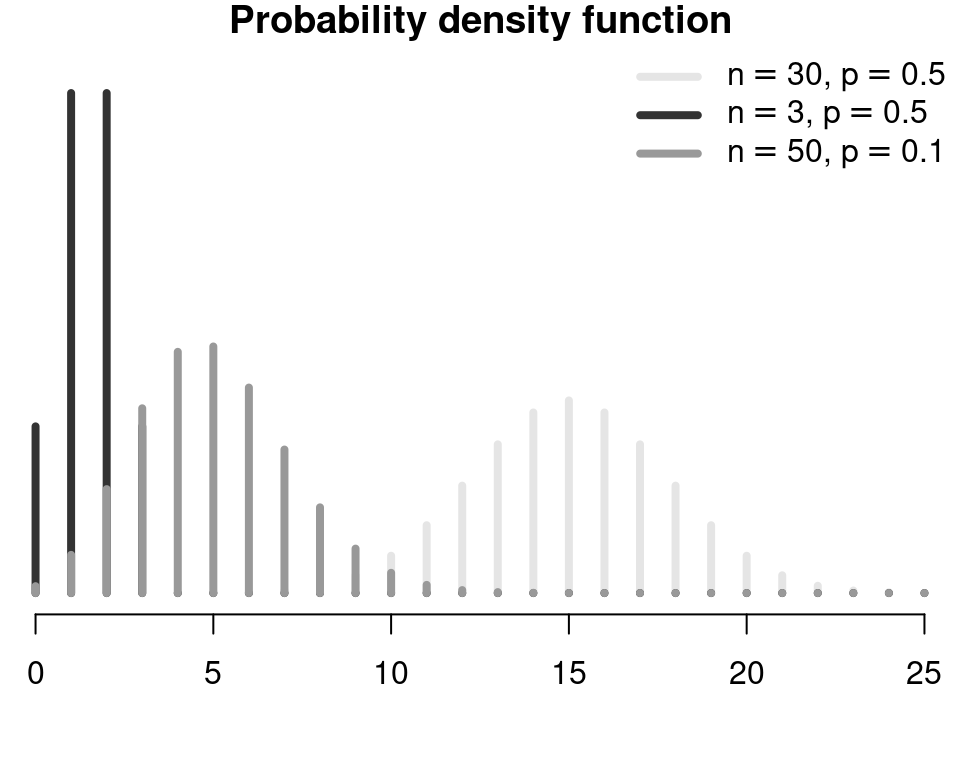 Probability density function
n = 30, p = 0.5
n = 3, p = 0.5
n = 50, p = 0.1
0 5 10 15 20 25